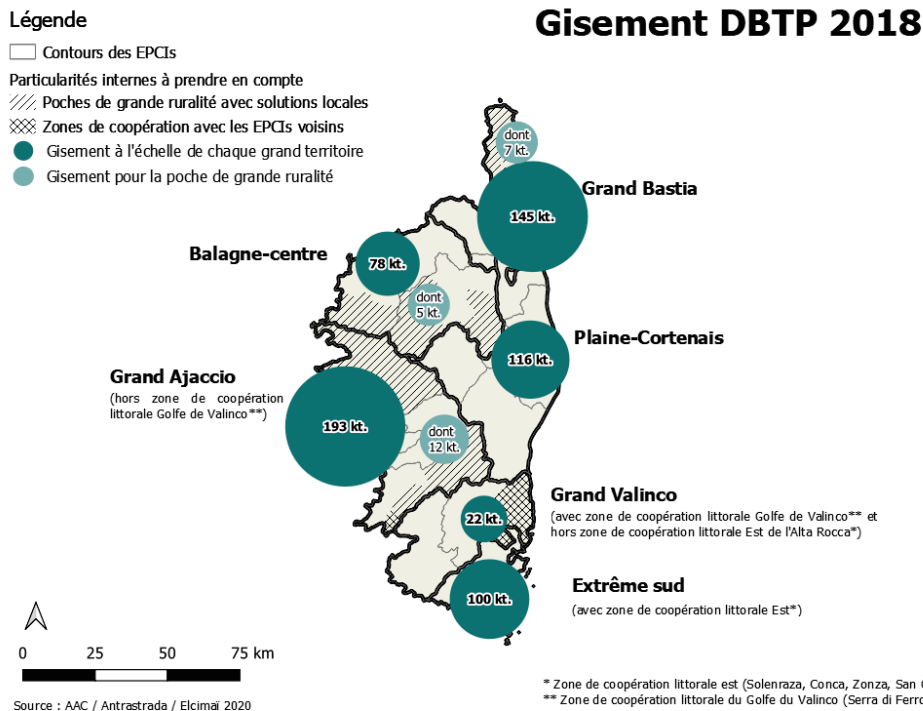 Gisement DBTP 2018
Légende
Contours des EPCIs
Particularités internes à prendre en compte
Poches de grande ruralité avec solutions locales
Zones de coopération avec les EPCIs voisins
Gisement à l'échelle de chaque grand territoire
Gisement pour la poche de grande ruralité
dont
7 kt.
Grand Bastia
145 kt.
Balagne-centre
78 kt.
dont
5 kt.
Plaine-Cortenais
116 kt.
Grand Ajaccio
(hors zone de coopération
littorale Golfe de Valinco**)
193 kt.
dont
12 kt.
Grand Valinco
(avec zone de coopération littorale Golfe de Valinco** et
hors zone de coopération littorale Est de l'Alta Rocca*)
22 kt.
Extrême sud
(avec zone de coopération littorale Est*)
100 kt.
0 25 50 75 km
Source : AAC / Antrastrada / Elcimaï 2020
* Zone de coopération littorale est (Solenraza, Conca, Zonza, San
** Zone de coopération littorale du Golfe du Valinco (Serra di Ferro